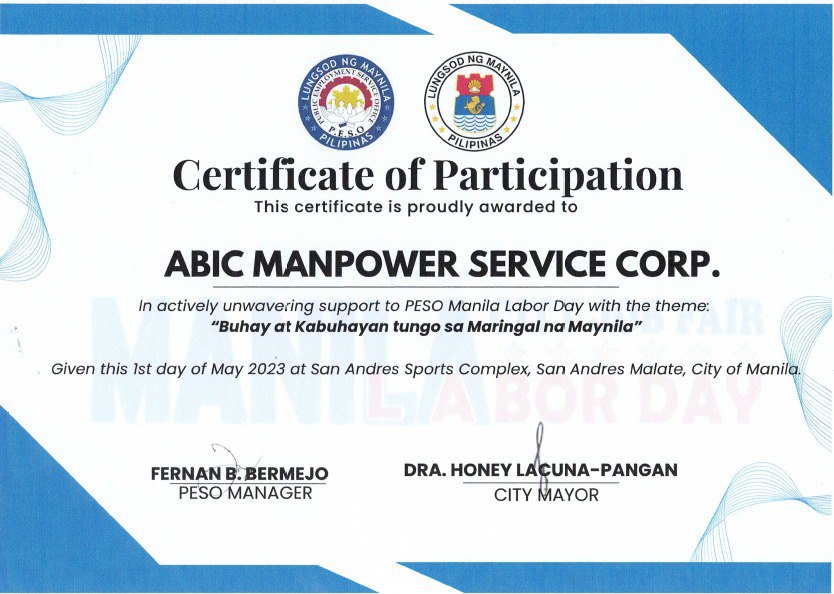 LUNGSOD NG MAYNILA
PUBLIC EMPLOYMENT SERVICE OFFICE
P.E.S.O
PILIPINAS
LUNGSOD NG MAYNILA
PILIPINAS
Certificate of Participation
This certificate is proudly awarded to
ABIC MANPOWER SERVICE CORP.
In actively unwavering support to PESO Manila Labor Day with the theme:
“Buhay at Kabuhayan tungo sa Maringal na Maynila”
Given this 1st day of May 2023 at San Andres Sports Complex, San Andres Malate, City of Manila.
MANILA
FAIR
LABOR DAY
FERNAN B. BERMEJO
PESO MANAGER
DRA. HONEY LACUNA-PANGAN
CITY MAYOR